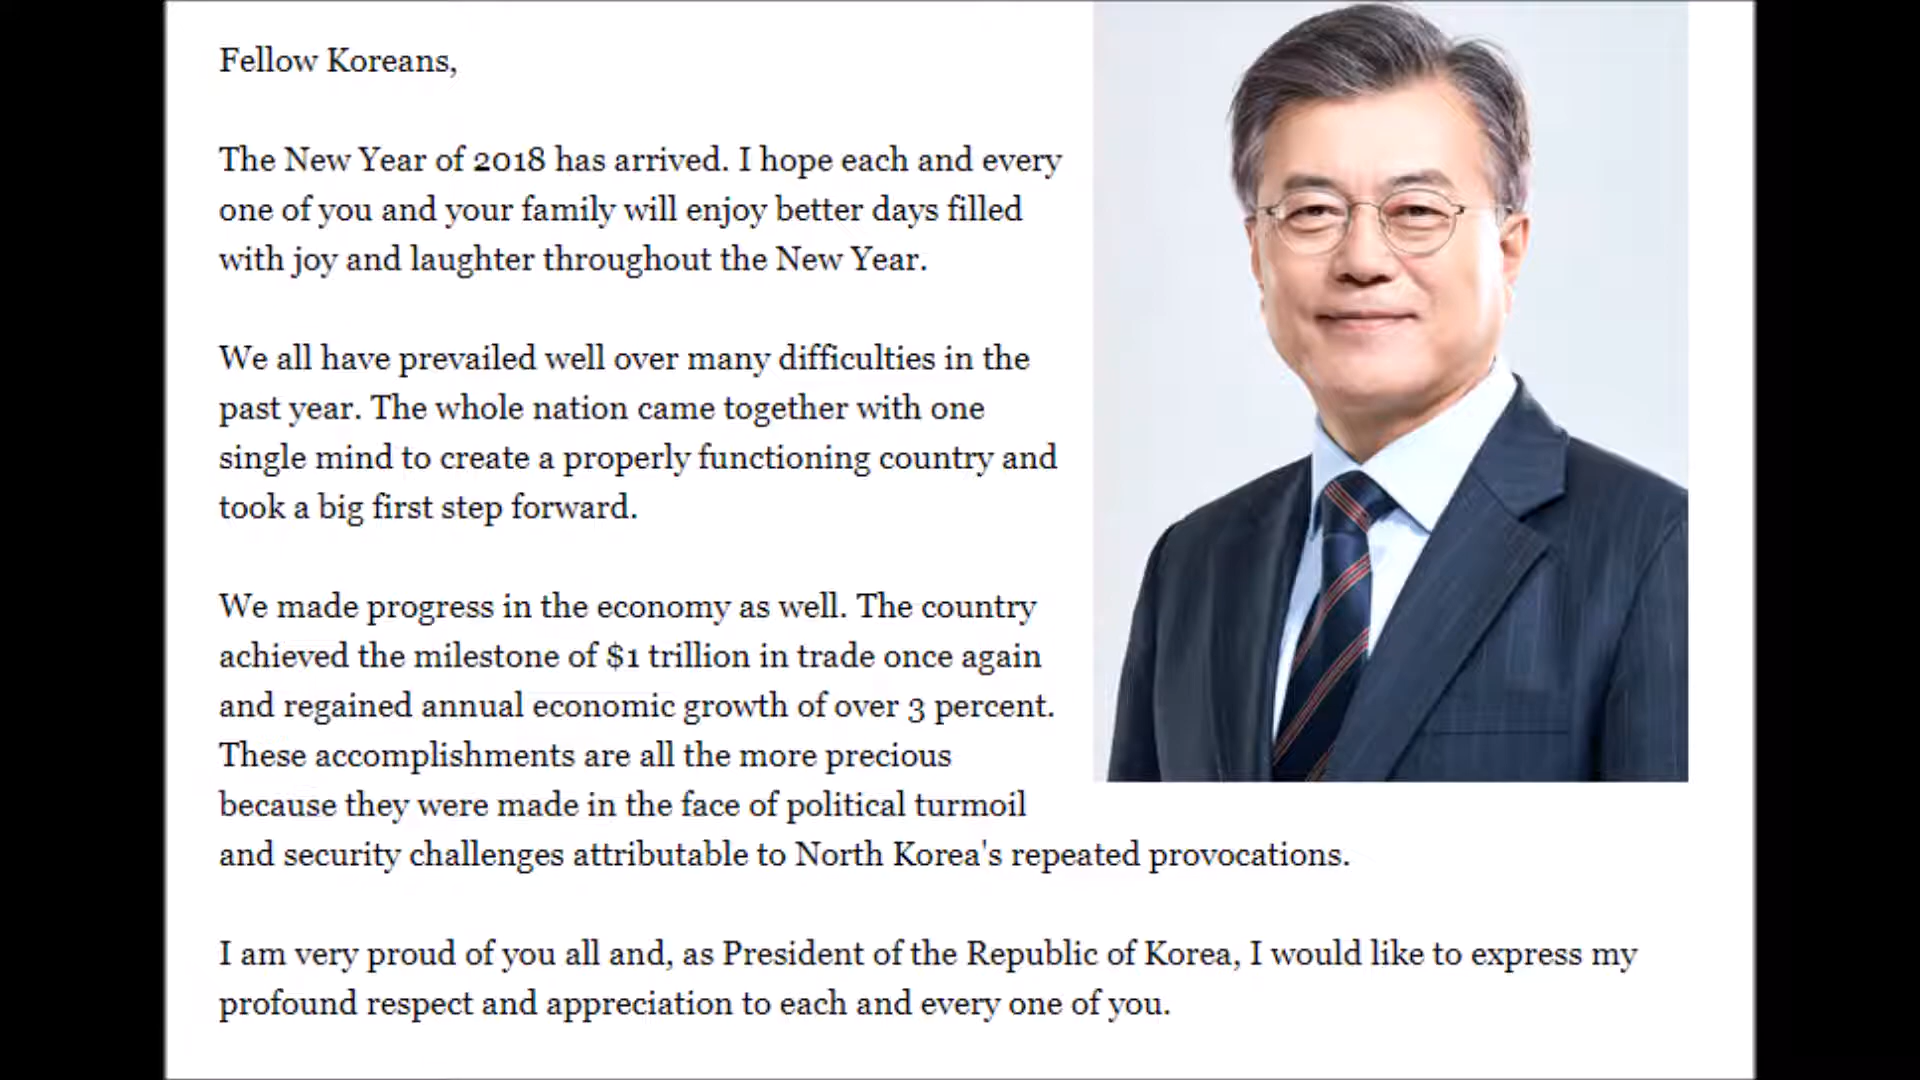 Fellow Koreans,
The New Year of 2018 has arrived. I hope each and every
one of you and your family will enjoy better days filled
with joy and laughter throughout the New Year.
We all have prevailed well over many difficulties in the
past year. The whole nation came together with one
single mind to create a properly functioning country and
took a big first step forward.
We made progress in the economy as well. The country
achieved the milestone of $1 trillion in trade once again
and regained annual economic growth of over 3 percent.
These accomplishments are all the more precious
because they were made in the face of political turmoil
and security challenges attributable to North Korea's repeated provocations.
I am very proud of you all and, as President of the Republic of Korea, I would like to express my
profound respect and appreciation to each and every one of you.